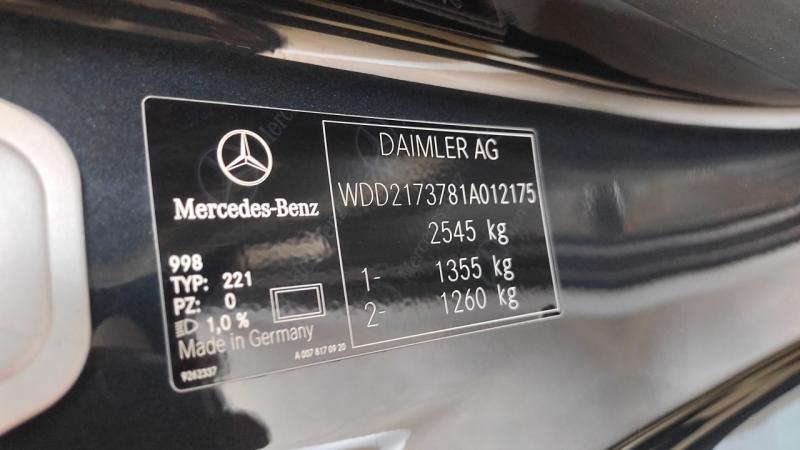 Mercedes-Benz
998
TYP: 221
PZ: 0
1,0 %
Made in Germany
9262337
A 007 817 09 20
DAIMLER AG
WDD2173781A012175
2545 kg
1- 1355 kg
2- 1260 kg